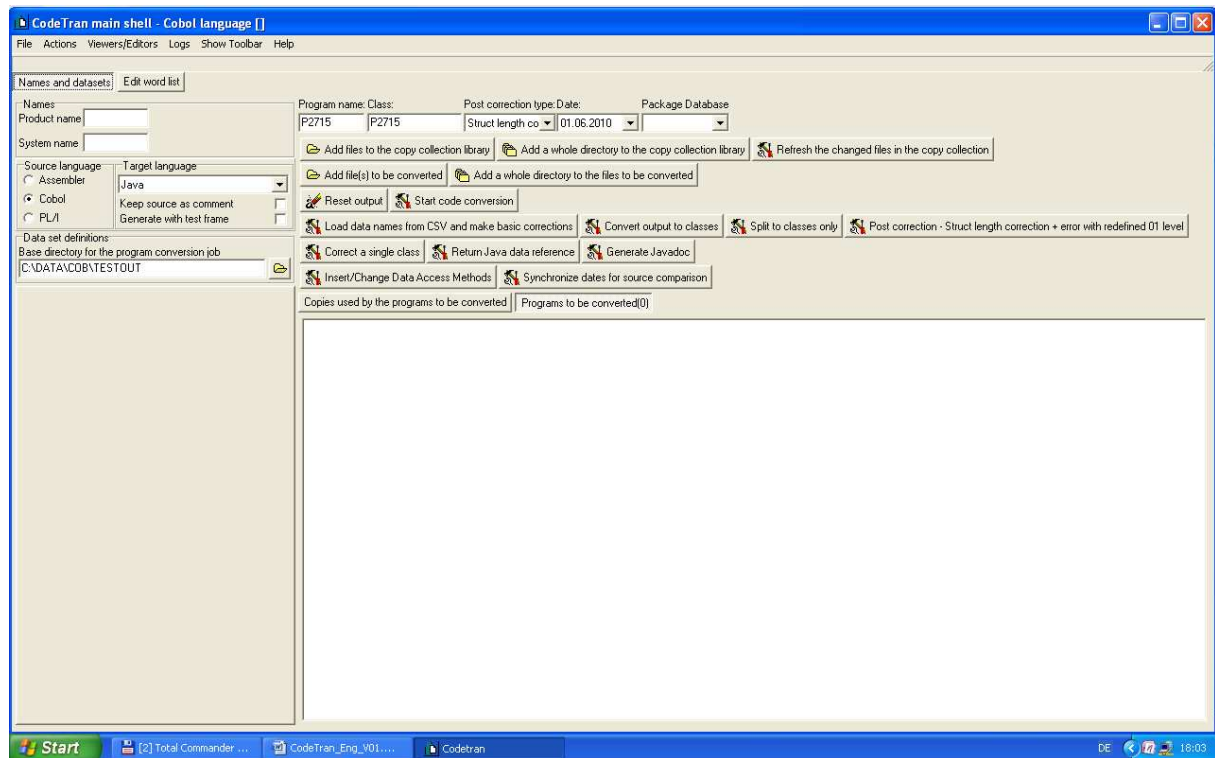 CodeTran main shell - Cobol language []
File Actions Viewers/Editors Logs Show Toolbar Help
Names and datasets Edit word list
Names
Product name
System name
Source language
Assembler
Cobol
PL/I
Target language
Java
Keep source as comment
Generate with test frame
Data set definitions
Base directory for the program conversion job
C:\DATA\COB\TESTOUT
Program name: Class: Post correction type: Date: Package Database
P2715 P2715 Struct length co 01.06.2010
Add files to the copy collection library Add a whole directory to the copy collection library Refresh the changed files in the copy collection
Add file(s) to be converted Add a whole directory to the files to be converted
Reset output Start code conversion
Load data names from CSV and make basic corrections Convert output to classes Split to classes only Post correction - Struct length correction + error with redefined 01 level
Correct a single class Return Java data reference Generate Javadoc
Insert/Change Data Access Methods Synchronize dates for source comparison
Copies used by the programs to be converted Programs to be converted(0)
Start [2] Total Commander ... CodeTran_Eng_V01.... Codetran DE 18:03